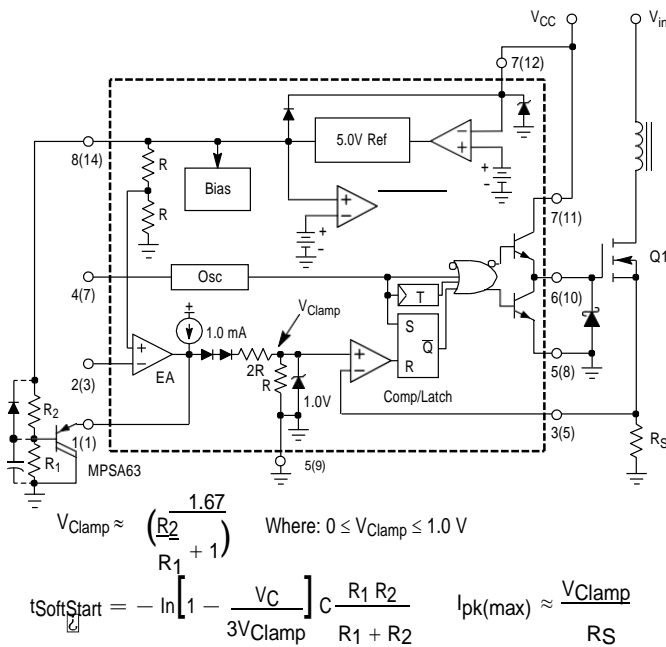 VCC
Vin
7(12)
8(14)
R
Bias
5.0V Ref
+
-
R
+
-
+
-
7(11)
4(7)
Osc
VClamp
T
Q1
6(10)
1.0 mA
S
Q
R
2R
R
1.0V
Comp/Latch
5(8)
2(3)
EA
R2
1(1)
3(5)
R1
MPSA63
5(9)
RS
VClamp ≈ 1.67 / (R2 / R1 + 1) Where: 0 ≤ VClamp ≤ 1.0 V
tSoftStart = − ln[1 − VC / 3VClamp] C R1 R2 / R1 + R2 Ipk(max) ≈ VClamp / RS